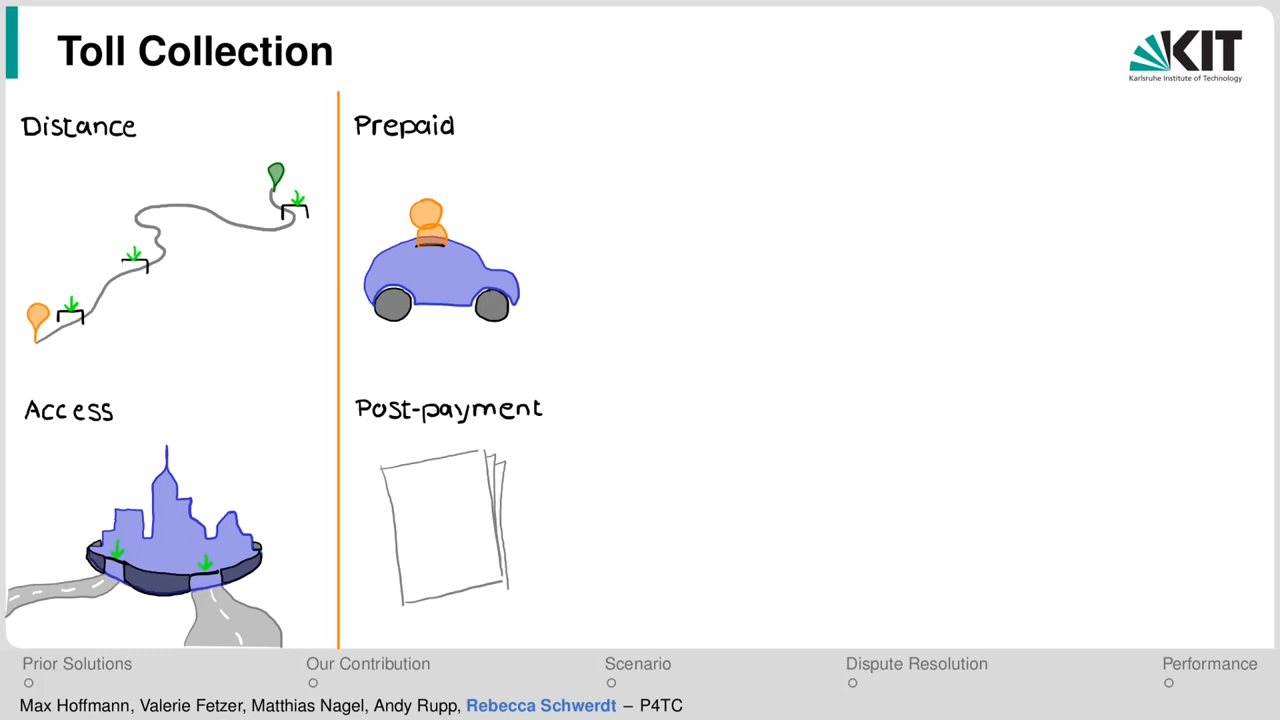 Toll Collection
KIT
Karlsruhe Institute of Technology
Distance
Prepaid
Access
Post-payment
Prior Solutions
Our Contribution
Scenario
Dispute Resolution
Performance
Max Hoffmann, Valerie Fetzer, Matthias Nagel, Andy Rupp, Rebecca Schwerdt – P4TC